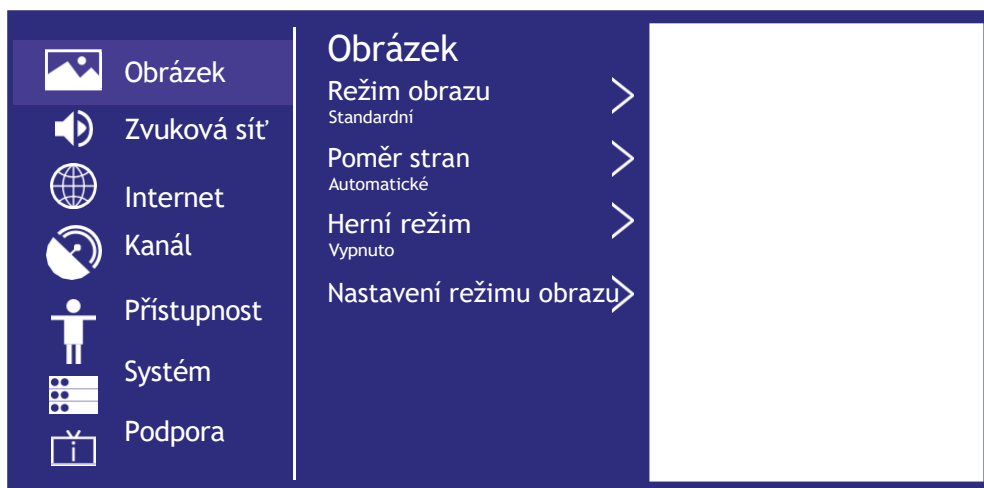 Obrázek
Zvuková síť
Internet
Kanál
Přístupnost
Systém
Podpora
Obrázek
Režim obrazu
Standardní
Poměr stran
Automatické
Herní režim
Vypnuto
Nastavení režimu obrazu